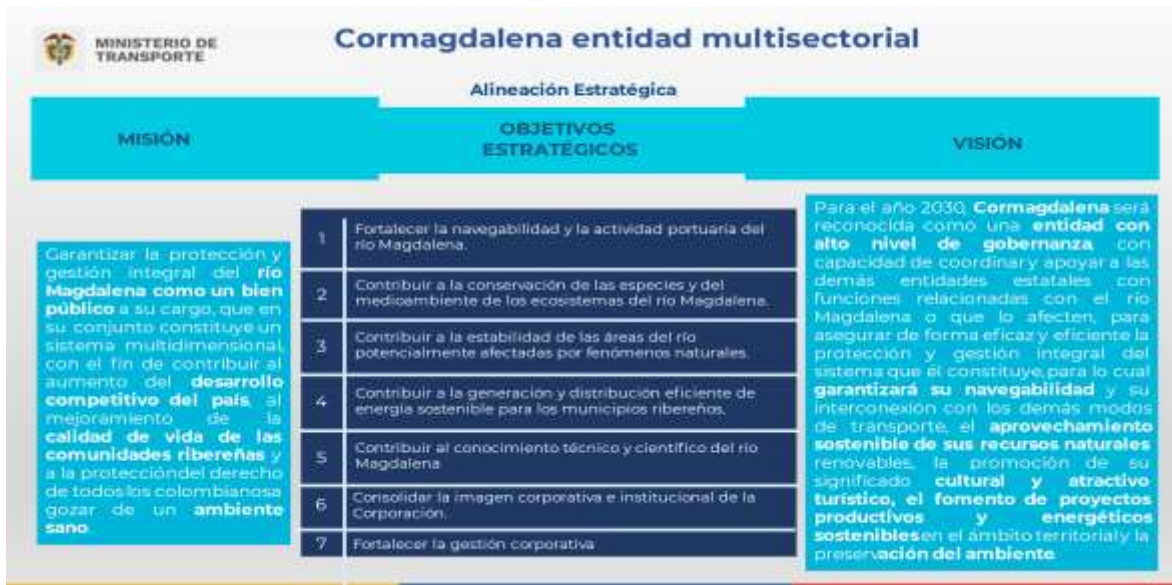 MINISTERIO DE
TRANSPORTE
Cormagdalena entidad multisectorial
Alineación Estratégica
MISIÓN
Garantizar la protección y
gestión integral del río
Magdalena como un bien
público a su cargo, que en
su conjunto constituye un
sistema multidimensional,
con el fin de contribuir al
aumento del desarrollo
competitivo del país, al
mejoramiento de la
calidad de vida de las
comunidades ribereñas y
a la proteccióndel derecho
de todos los colombianosa
gozar de un ambiente
sano.
OBJETIVOS
ESTRATÉGICOS
1 Fortalecer la navegabilidad y la actividad portuaria del
río Magdalena.
2 Contribuir a la conservación de las especies y del
medioambiente de los ecosistemas del río Magdalena.
3 Contribuir a la estabilidad de las áreas del río
potencialmente afectadas por fenómenos naturales.
4 Contribuir a la generación y distribución eficiente de
energía sostenible para los municipios ribereños.
5 Contribuir al conocimiento técnico y científico del río
Magdalena
6 Consolidar la imagen corporativa e institucional de la
Corporación.
7 Fortalecer la gestión corporativa
VISIÓN
Para el año 2030, Cormagdalena será
reconocida como una entidad con
alto nivel de gobernanza, con
capacidad de coordinar y apoyar a las
demás entidades estatales con
funciones relacionadas con el río
Magdalena o que lo afecten, para
asegurar de forma eficaz y eficiente la
protección y gestión integral del
sistema que él constituye, para lo cual
garantizará su navegabilidad y su
interconexión con los demás modos
de transporte, el aprovechamiento
sostenible de sus recursos naturales
renovables, la promoción de su
significado cultural y atractivo
turístico, el fomento de proyectos
productivos y energéticos
sostenibles en el ámbito territorial y la
preservación del ambiente.